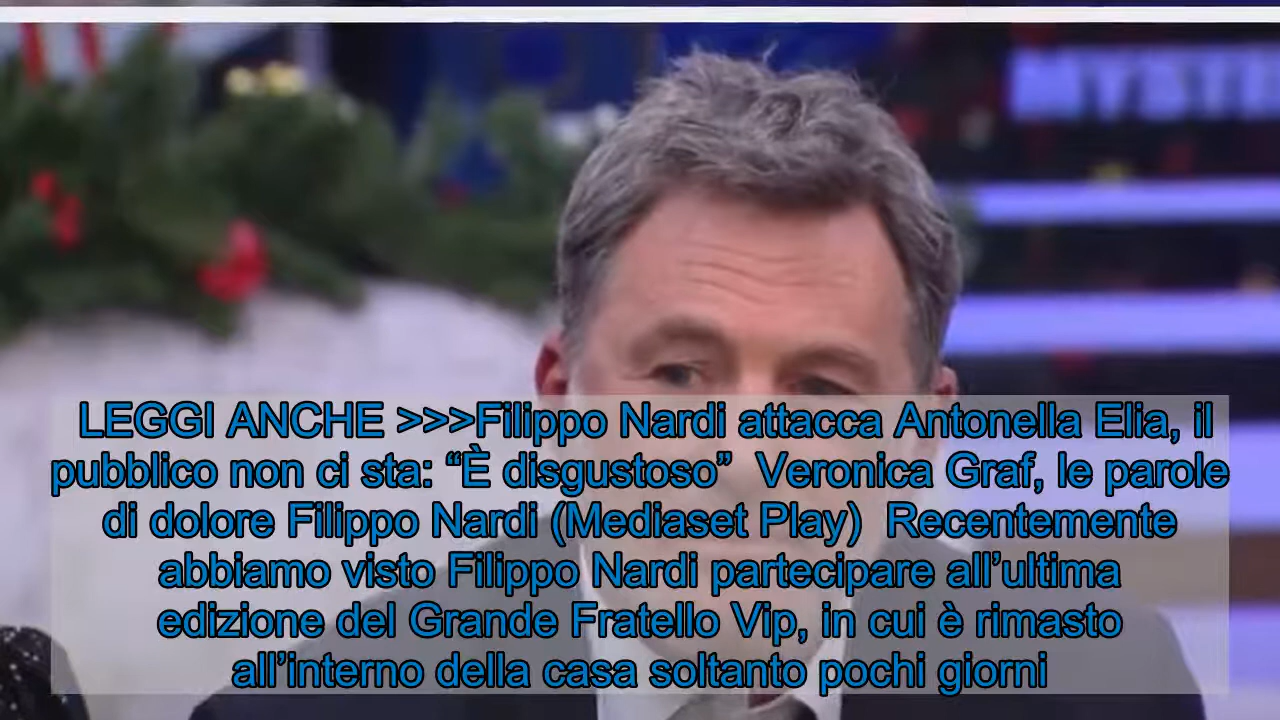 MYSTE
LEGGI ANCHE >>>Filippo Nardi attacca Antonella Elia, il
pubblico non ci sta: “È disgustoso”  Veronica Graf, le parole
di dolore Filippo Nardi (Mediaset Play)  Recentemente
abbiamo visto Filippo Nardi partecipare all’ultima
edizione del Grande Fratello Vip, in cui è rimasto
all’interno della casa soltanto pochi giorni